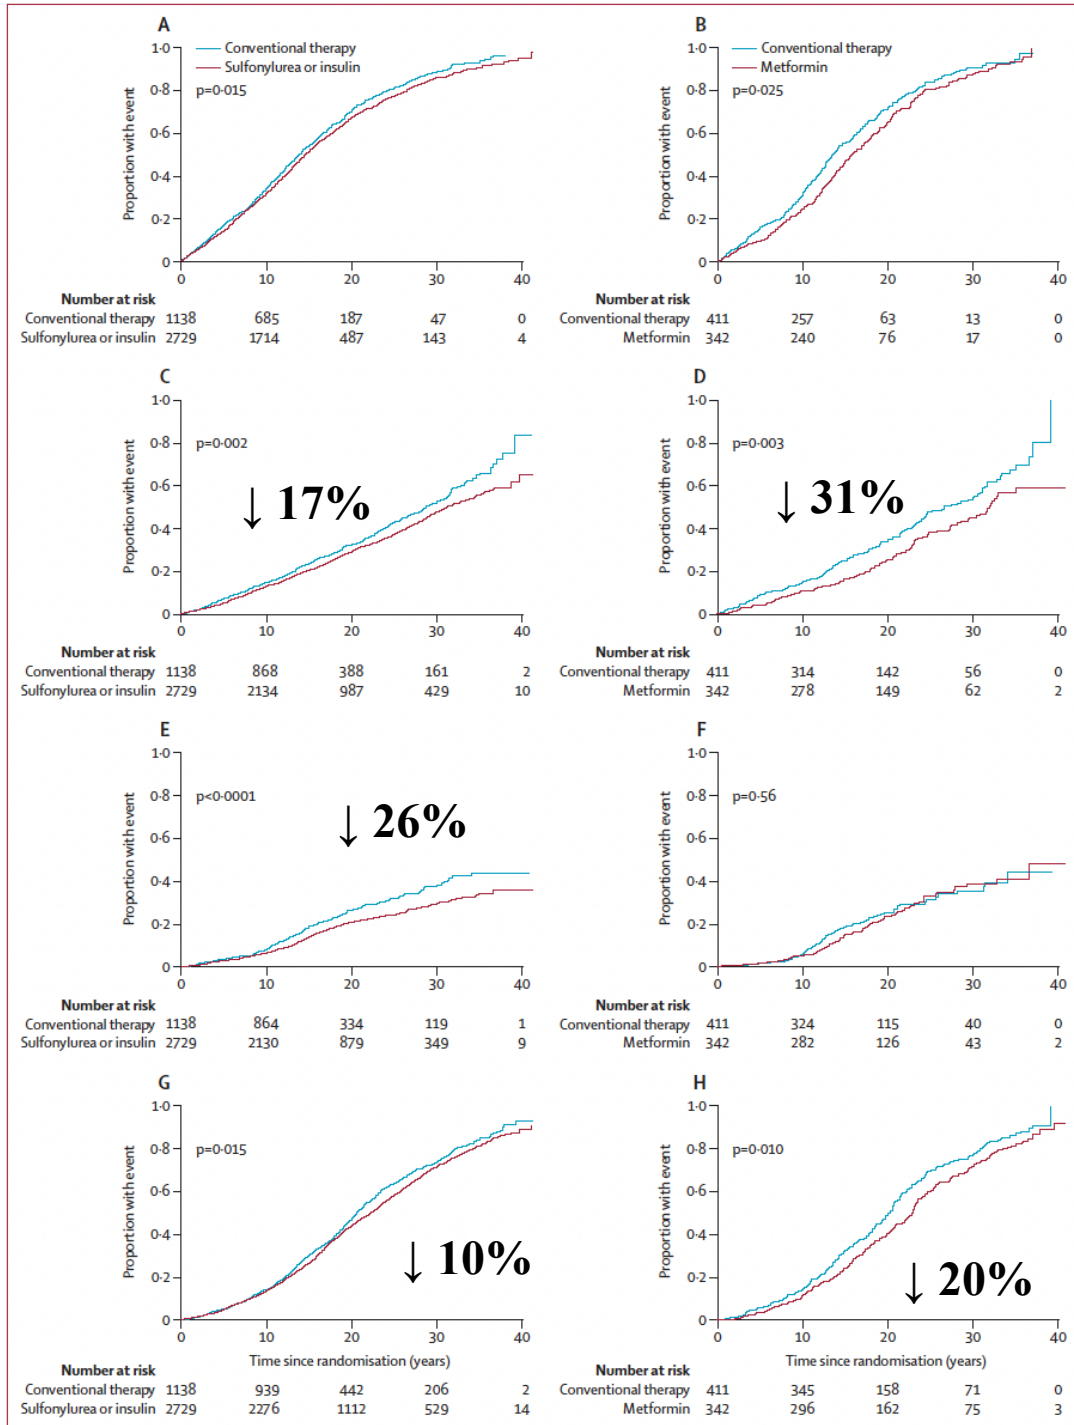 A
Conventional therapy
Sulfonylurea or insulin
p=0·015
Proportion with event
1·0
0·8
0·6
0·4
0·2
0
0 10 20 30 40
Number at risk
Conventional therapy 1138 685 187 47 0
Sulfonylurea or insulin 2729 1714 487 143 4
B
Conventional therapy
Metformin
p=0·025
Proportion with event
1·0
0·8
0·6
0·4
0·2
0
0 10 20 30 40
Number at risk
Conventional therapy 411 257 63 13 0
Metformin 342 240 76 17 0
C
p=0·002
↓ 17%
Proportion with event
1·0
0·8
0·6
0·4
0·2
0
0 10 20 30 40
Number at risk
Conventional therapy 1138 868 388 161 2
Sulfonylurea or insulin 2729 2134 987 429 10
D
p=0·003
↓ 31%
Proportion with event
1·0
0·8
0·6
0·4
0·2
0
0 10 20 30 40
Number at risk
Conventional therapy 411 314 142 56 0
Metformin 342 278 149 62 2
E
p<0·0001
↓ 26%
Proportion with event
1·0
0·8
0·6
0·4
0·2
0
0 10 20 30 40
Number at risk
Conventional therapy 1138 864 334 119 1
Sulfonylurea or insulin 2729 2130 879 349 9
F
p=0·56
Proportion with event
1·0
0·8
0·6
0·4
0·2
0
0 10 20 30 40
Number at risk
Conventional therapy 411 324 115 40 0
Metformin 342 282 126 43 2
G
p=0·015
↓ 10%
Proportion with event
1·0
0·8
0·6
0·4
0·2
0
0 10 20 30 40
Time since randomisation (years)
Number at risk
Conventional therapy 1138 939 442 206 2
Sulfonylurea or insulin 2729 2276 1112 529 14
H
p=0·010
↓ 20%
Proportion with event
1·0
0·8
0·6
0·4
0·2
0
0 10 20 30 40
Time since randomisation (years)
Number at risk
Conventional therapy 411 345 158 71 0
Metformin 342 296 162 75 3